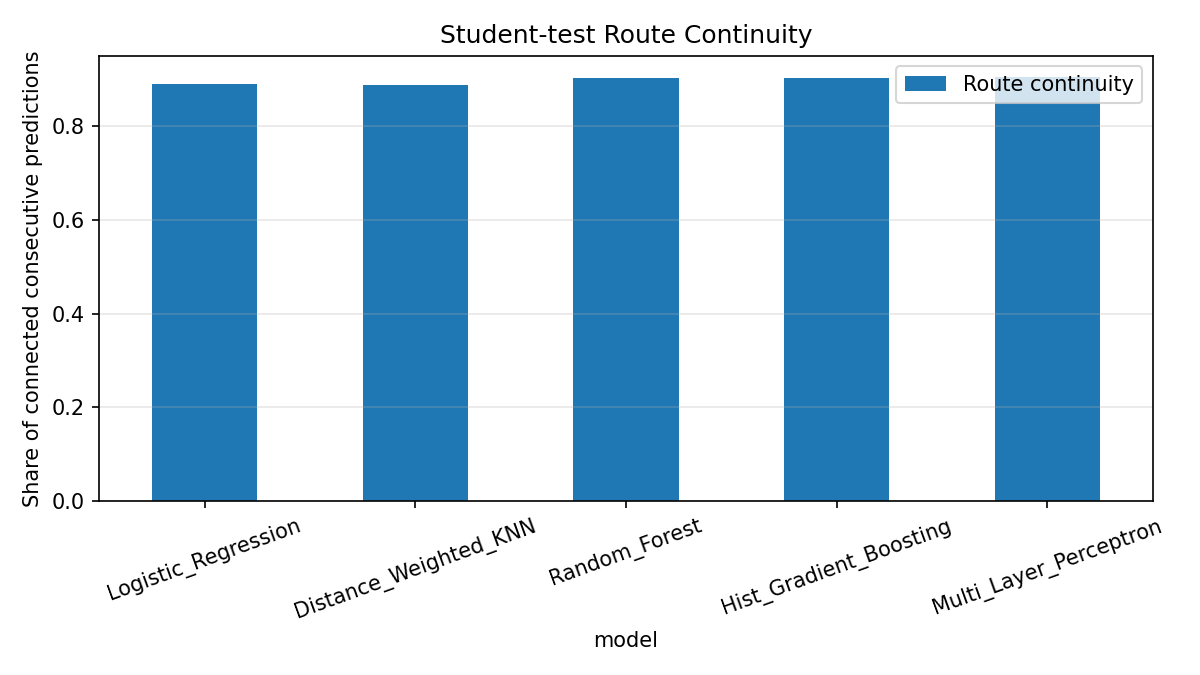 Student-test Route Continuity
Route continuity
Share of connected consecutive predictions
0.8
0.6
0.4
0.2
0.0
Logistic_Regression
Distance_Weighted_KNN
Random_Forest
Hist_Gradient_Boosting
Multi_Layer_Perceptron
model